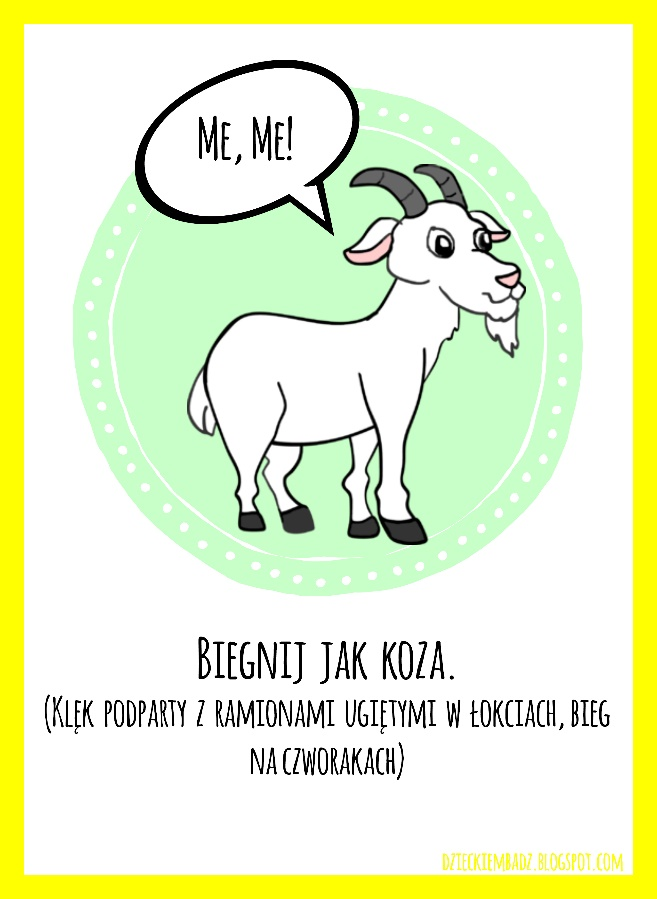 Me, Me!
Biegnij jak koza.
(Klęk podparty z ramionami ugiętymi w łokciach, bieg
na czworakach)
dzieckiembadz.blogspot.com